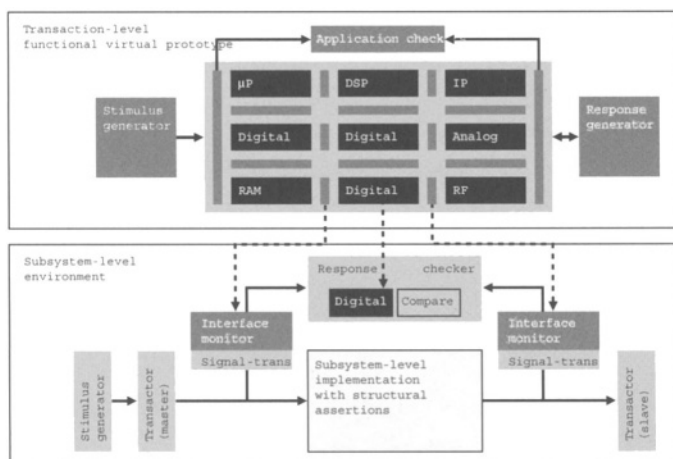 Transaction-level
functional virtual prototype
Application check
µP
DSP
IP
Stimulus
generator
Response
generator
Digital
Digital
Analog
RAM
Digital
RF
Subsystem-level
environment
Response checker
Digital
Compare
Interface
monitor
Signal-trans
Interface
monitor
Signal-trans
Subsystem-level
implementation
with structural
assertions
Stimulus
generator
Transactor
(master)
Transactor
(slave)